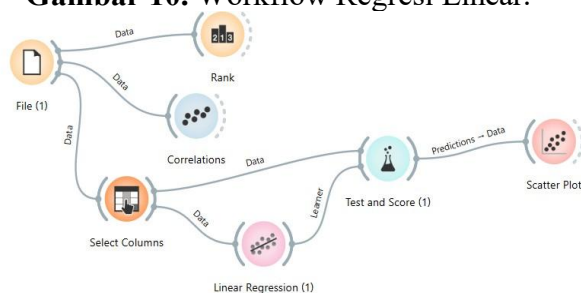 Gambar 10. Workflow Regresi Linear.
Data
Rank
Data
File (1)
Data
Correlations
Data
Predictions → Data
Scatter Plot
Test and Score (1)
Select Columns
Data
Learner
Linear Regression (1)